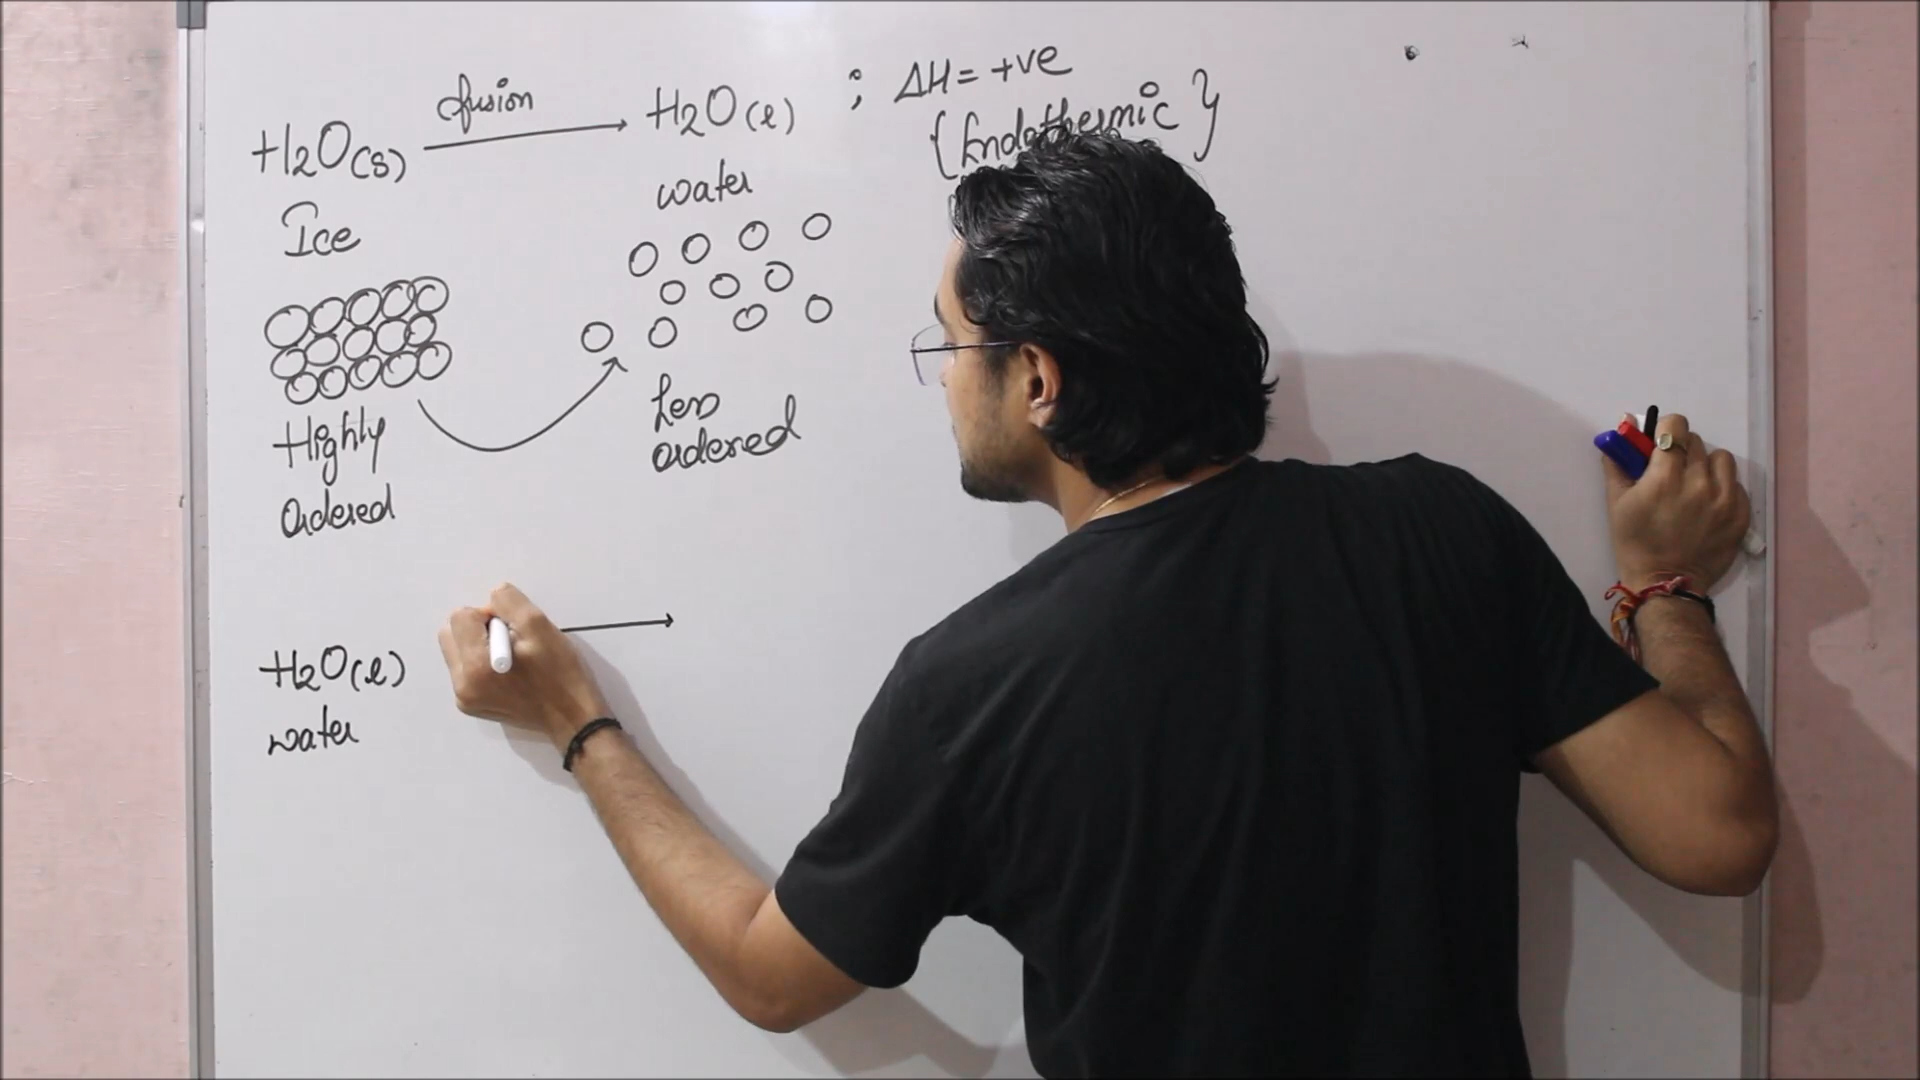 H2O(s) fusion H2O(l) ; ΔH = +ve
{Endothermic}
Ice
water
Highly
Ordered
Less
ordered
H2O(l)
water